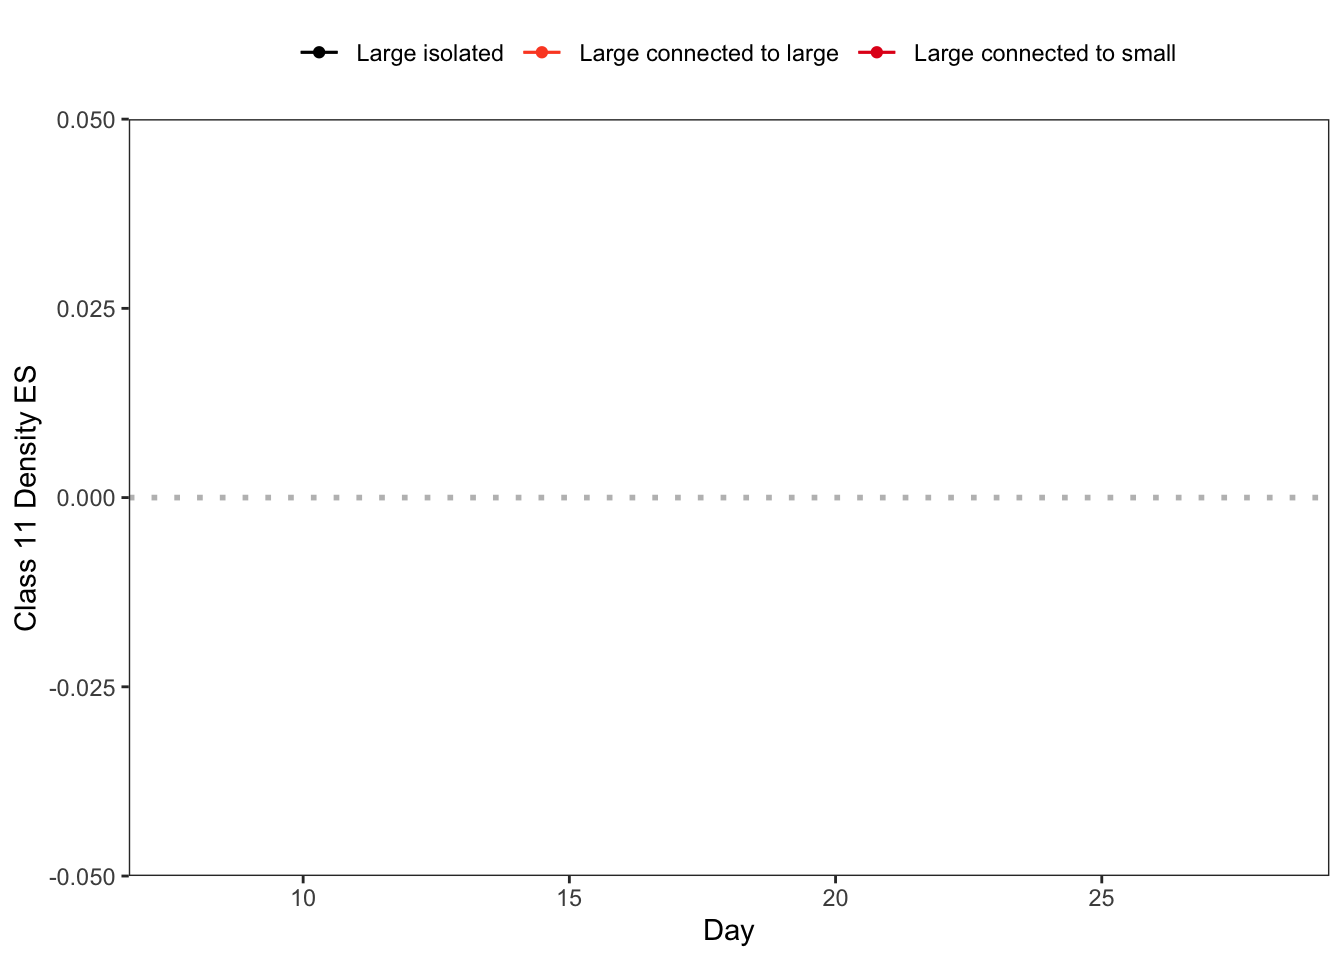 Large isolated Large connected to large Large connected to small
0.050
0.025
0.000
-0.025
-0.050
Class 11 Density ES
10 15 20 25
Day